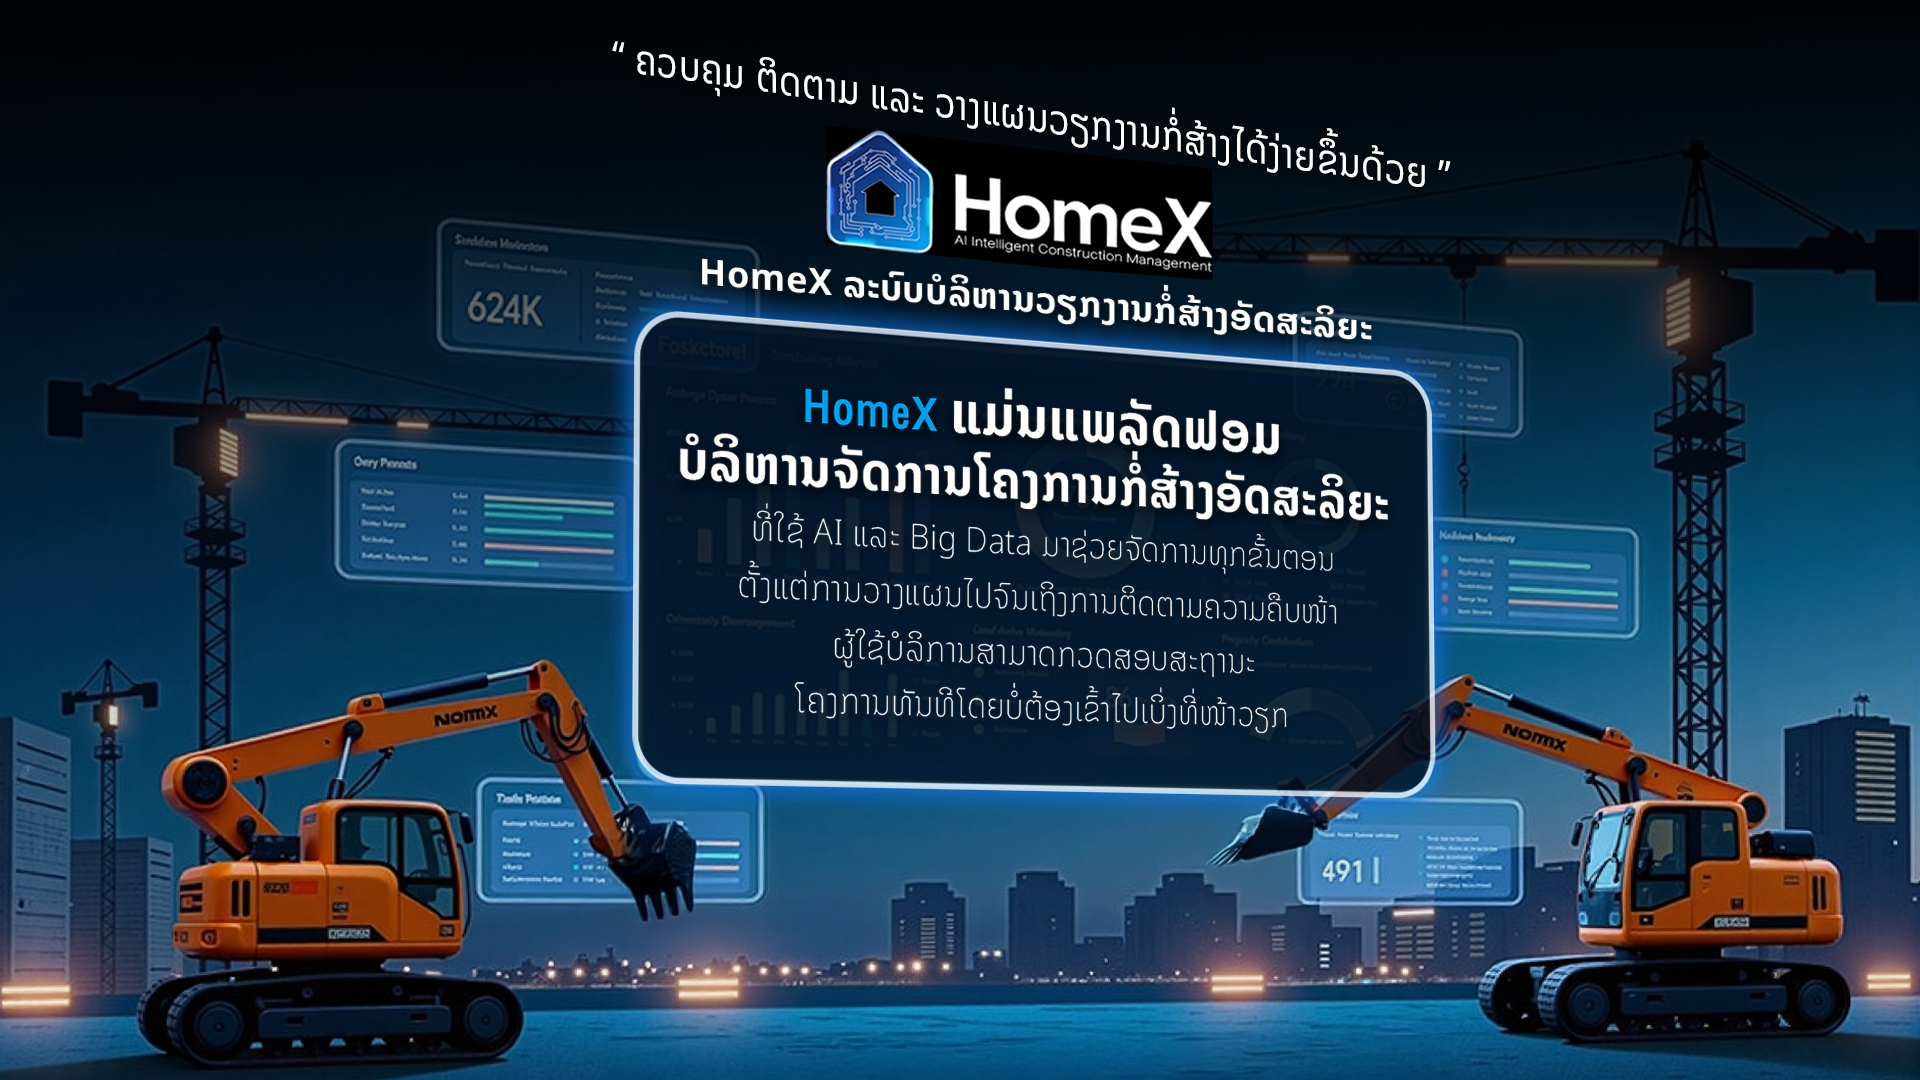 “ ຄວບຄຸມ ຕິດຕາມ ແລະ ວາງແຜນວຽກງານກໍ່ສ້າງໄດ້ງ່າຍຂຶ້ນດ້ວຍ ”
HomeX
AI Intelligent Construction Management
HomeX ລະບົບບໍລິຫານວຽກງານກໍ່ສ້າງອັດສະລິຍະ
HomeX ແມ່ນແພລັດຟອມ
ບໍລິຫານຈັດການໂຄງການກໍ່ສ້າງອັດສະລິຍະ
ທີ່ໃຊ້ AI ແລະ Big Data ມາຊ່ວຍຈັດການທຸກຂັ້ນຕອນ
ຕັ້ງແຕ່ການວາງແຜນໄປຈົນເຖິງການຕິດຕາມຄວາມຄືບໜ້າ
ຜູ້ໃຊ້ບໍລິການສາມາດກວດສອບສະຖານະ
ໂຄງການທັນທີໂດຍບໍ່ຕ້ອງເຂົ້າໄປເບິ່ງທີ່ໜ້າວຽກ
624K
NOMIX
NOMIX
491